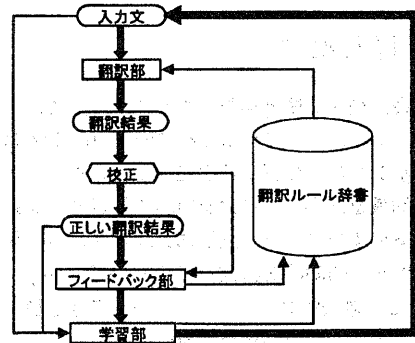 入力文
翻訳部
翻訳結果
校正
翻訳ルール辞書
正しい翻訳結果
フィードバック部
学習部